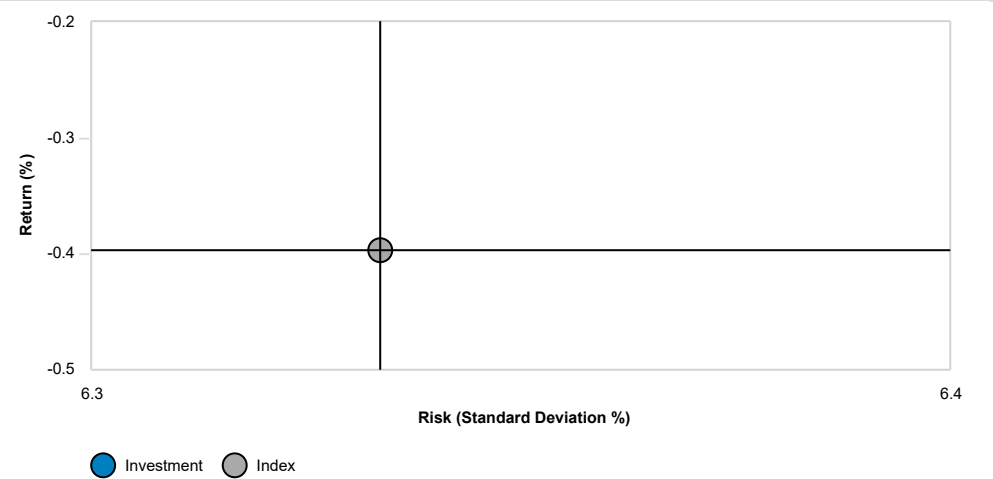 -0.2
-0.3
-0.4
-0.5
Return (%)
6.3
6.4
Risk (Standard Deviation %)
Investment
Index